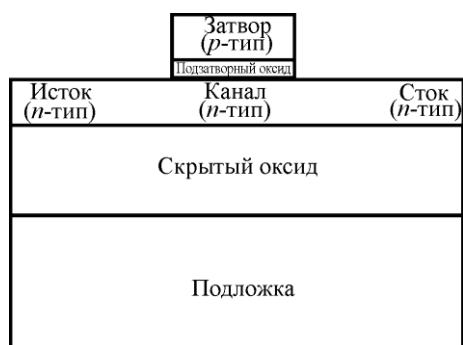 Затвор
(p-тип)
Подзатворный оксид
Исток Канал Сток
(n-тип) (n-тип) (n-тип)
Скрытый оксид
Подложка